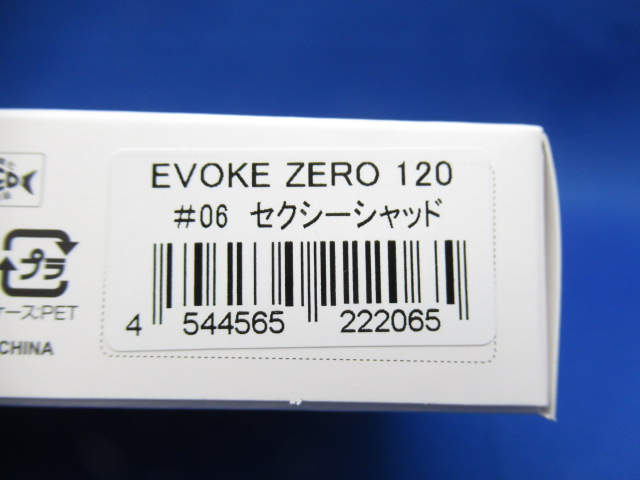 EVOKE ZERO 120
#06 セクシーシャッド
4 544565 222065
プラ
ース:PET
CHINA